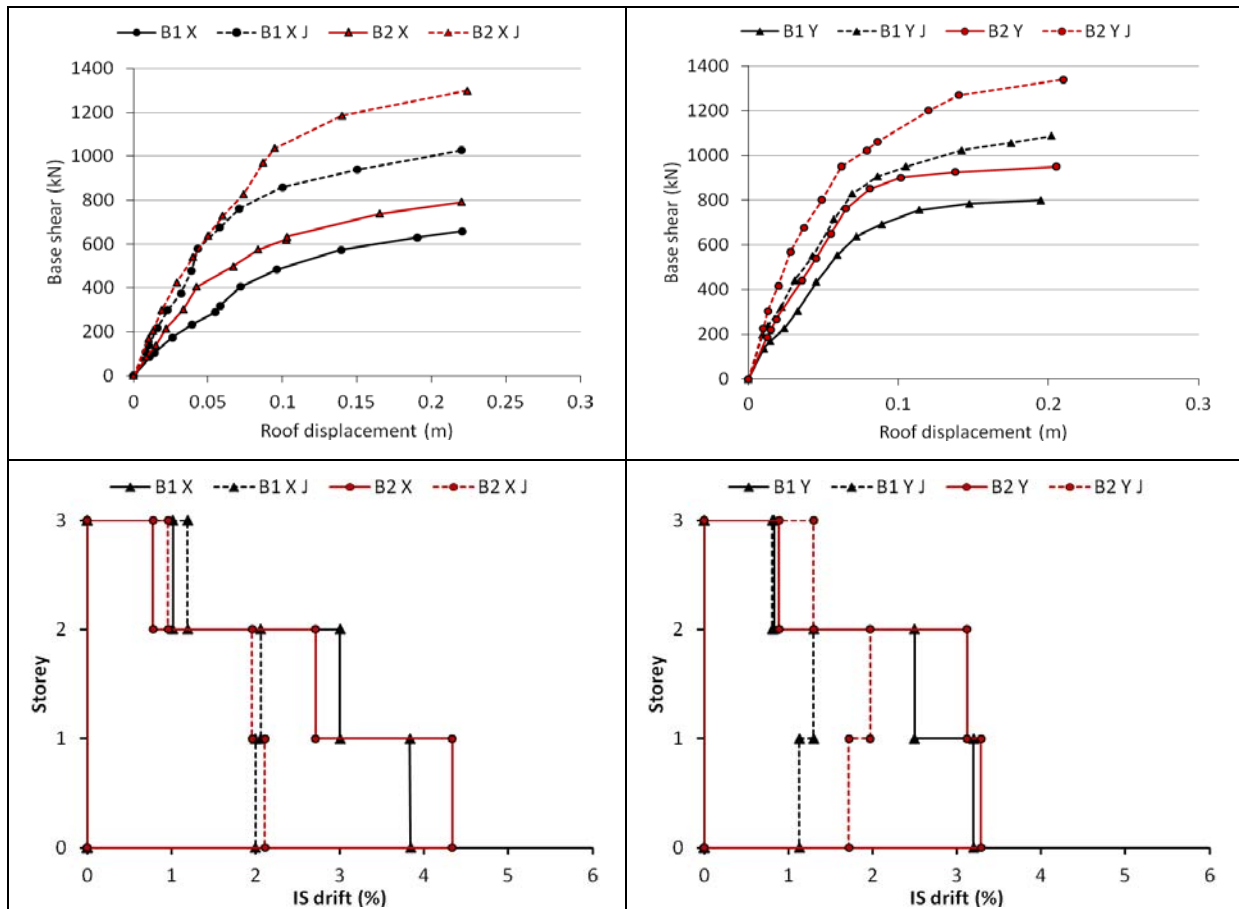 B1 X B1 X J B2 X B2 X J
1400
1200
1000
800
600
400
200
0
Base shear (kN)
0 0.05 0.1 0.15 0.2 0.25 0.3
Roof displacement (m)
B1 Y B1 Y J B2 Y B2 Y J
1400
1200
1000
800
600
400
200
0
Base shear (kN)
0 0.1 0.2 0.3
Roof displacement (m)
B1 X B1 X J B2 X B2 X J
3
2
1
0
Storey
0 1 2 3 4 5 6
IS drift (%)
B1 Y B1 Y J B2 Y B2 Y J
3
2
1
0
Storey
0 1 2 3 4 5 6
IS drift (%)